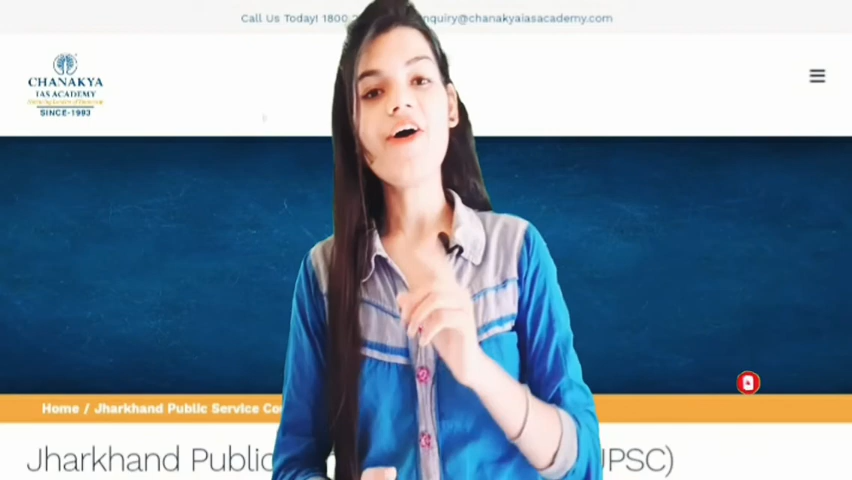 Call Us Today! 1800 nquiry@chanakyaiasacademy.com
CHANAKYA
IAS ACADEMY
SINCE-1993
Home / Jharkhand Public Service Co
Jharkhand Public JPSC)